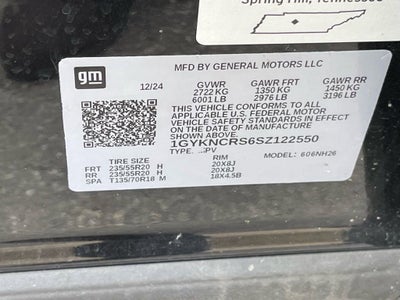 Spring Hill, Tennessee
gm
MFD BY GENERAL MOTORS LLC
12/24 GVWR GAWR FRT GAWR RR
2722 KG 1350 KG 1450 KG
6001 LB 2976 LB 3196 LB
THIS VEHICLE CONFORMS TO ALL
APPLICABLE U.S. FEDERAL MOTOR
VEHICLE SAFETY STANDARDS IN EFFECT
ON THE DATE OF MANUFACTURE
SHOWN ABOVE.
1GYKNCRS6SZ122550
TYPE: MPV MODEL: 606NH26
TIRE SIZE RIM
FRT 235/55R20 H 20X8J
RR 235/55R20 H 20X8J
SPA T135/70R18 M 18X4.5B